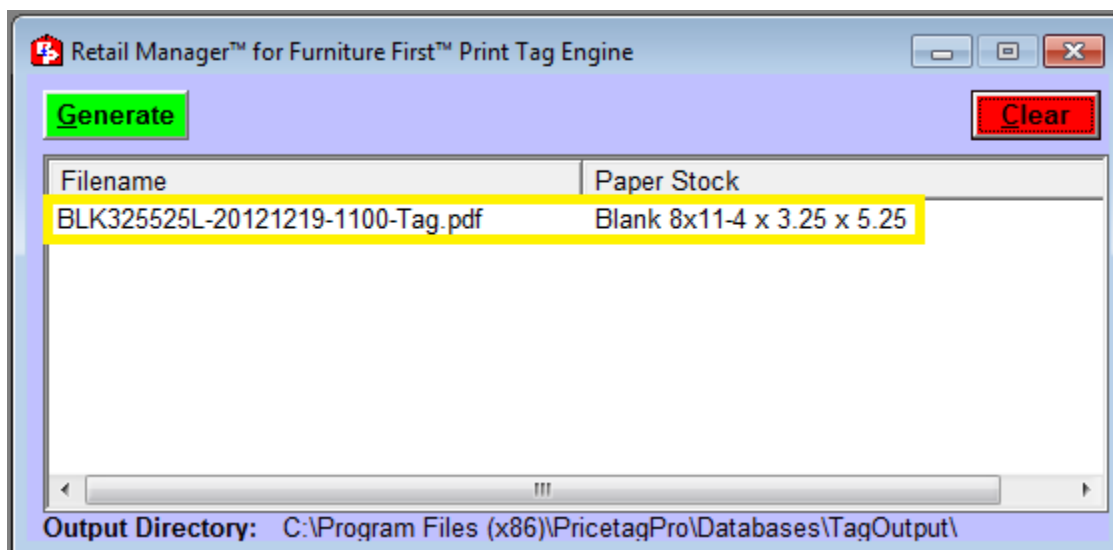 Retail Manager™ for Furniture First™ Print Tag Engine
Generate Clear
Filename Paper Stock
BLK325525L-20121219-1100-Tag.pdf Blank 8x11-4 x 3.25 x 5.25
Output Directory: C:\Program Files (x86)\PricetagPro\Databases\TagOutput\